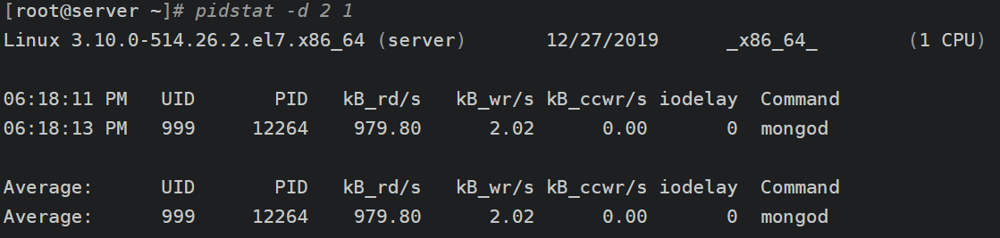 [root@server ~]# pidstat -d 2 1
Linux 3.10.0-514.26.2.el7.x86_64 (server) 12/27/2019 _x86_64_ (1 CPU)
06:18:11 PM UID PID kB_rd/s kB_wr/s kB_ccwr/s iodelay Command
06:18:13 PM 999 12264 979.80 2.02 0.00 0 mongod
Average: UID PID kB_rd/s kB_wr/s kB_ccwr/s iodelay Command
Average: 999 12264 979.80 2.02 0.00 0 mongod